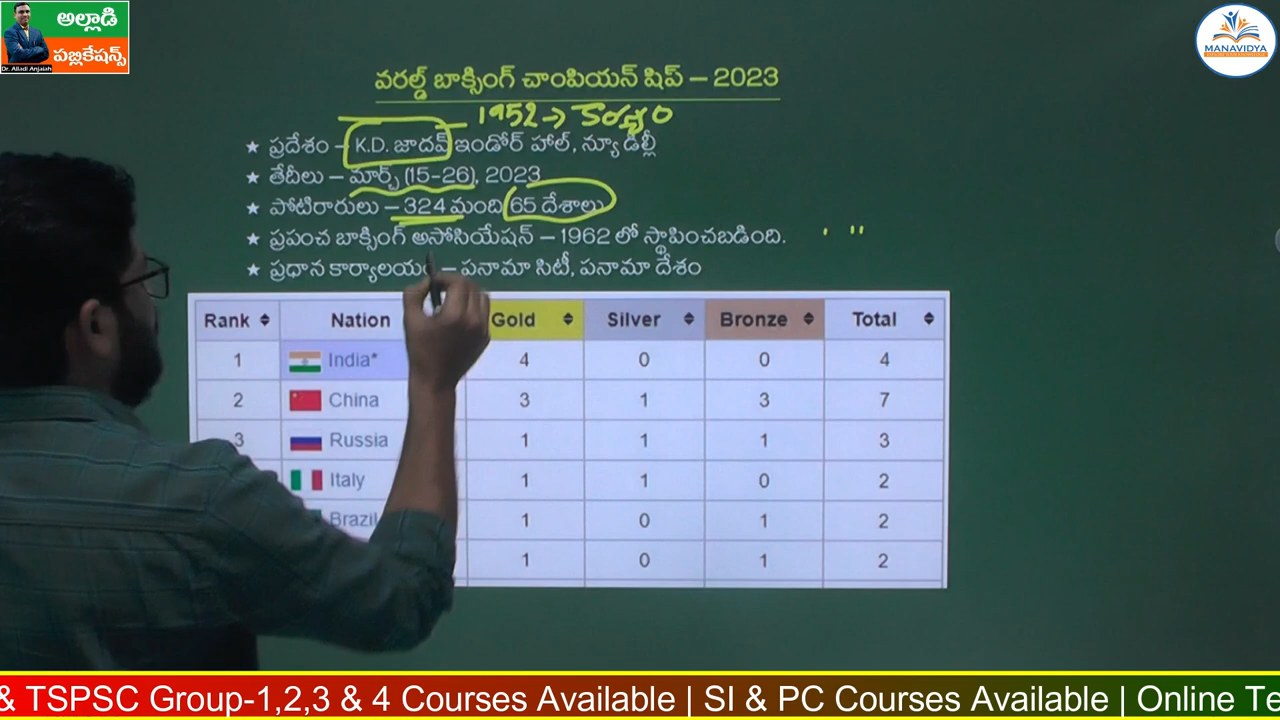 అల్లాడి
పబ్లికేషన్స్
Dr. Alladi Anjaiah
MANAVIDYA
వరల్డ్ బాక్సింగ్ చాంపియన్ షిప్ – 2023
1952 → కాంస్యం
★ ప్రదేశం – K.D. జాదవ్ ఇండోర్ హాల్, న్యూఢిల్లీ
★ తేదీలు – మార్చ్ (15-26), 2023
★ పోటిరారులు – 324 మంది 65 దేశాలు
★ ప్రపంచ బాక్సింగ్ అసోసియేషన్ – 1962 లో స్థాపించబడింది.
★ ప్రధాన కార్యాలయం – పనామా సిటీ, పనామా దేశం
Rank Nation Gold Silver Bronze Total
1 India* 4 0 0 4
2 China 3 1 3 7
3 Russia 1 1 1 3
Italy 1 1 0 2
Brazil 1 0 1 2
1 0 1 2
& TSPSC Group-1,2,3 & 4 Courses Available | SI & PC Courses Available | Online Te